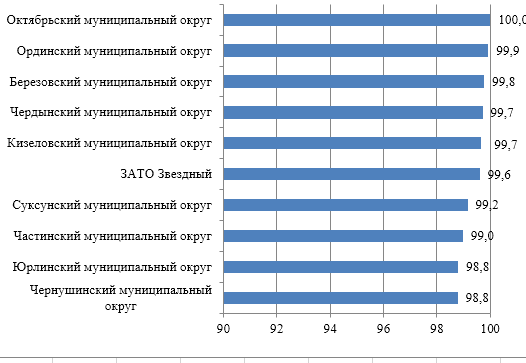 Октябрьский муниципальный округ 100,0
Ординский муниципальный округ 99,9
Березовский муниципальный округ 99,8
Чердынский муниципальный округ 99,7
Кизеловский муниципальный округ 99,7
ЗАТО Звездный 99,6
Суксунский муниципальный округ 99,2
Частинский муниципальный округ 99,0
Юрлинский муниципальный округ 98,8
Чернушинский муниципальный
округ 98,8
90 92 94 96 98 100